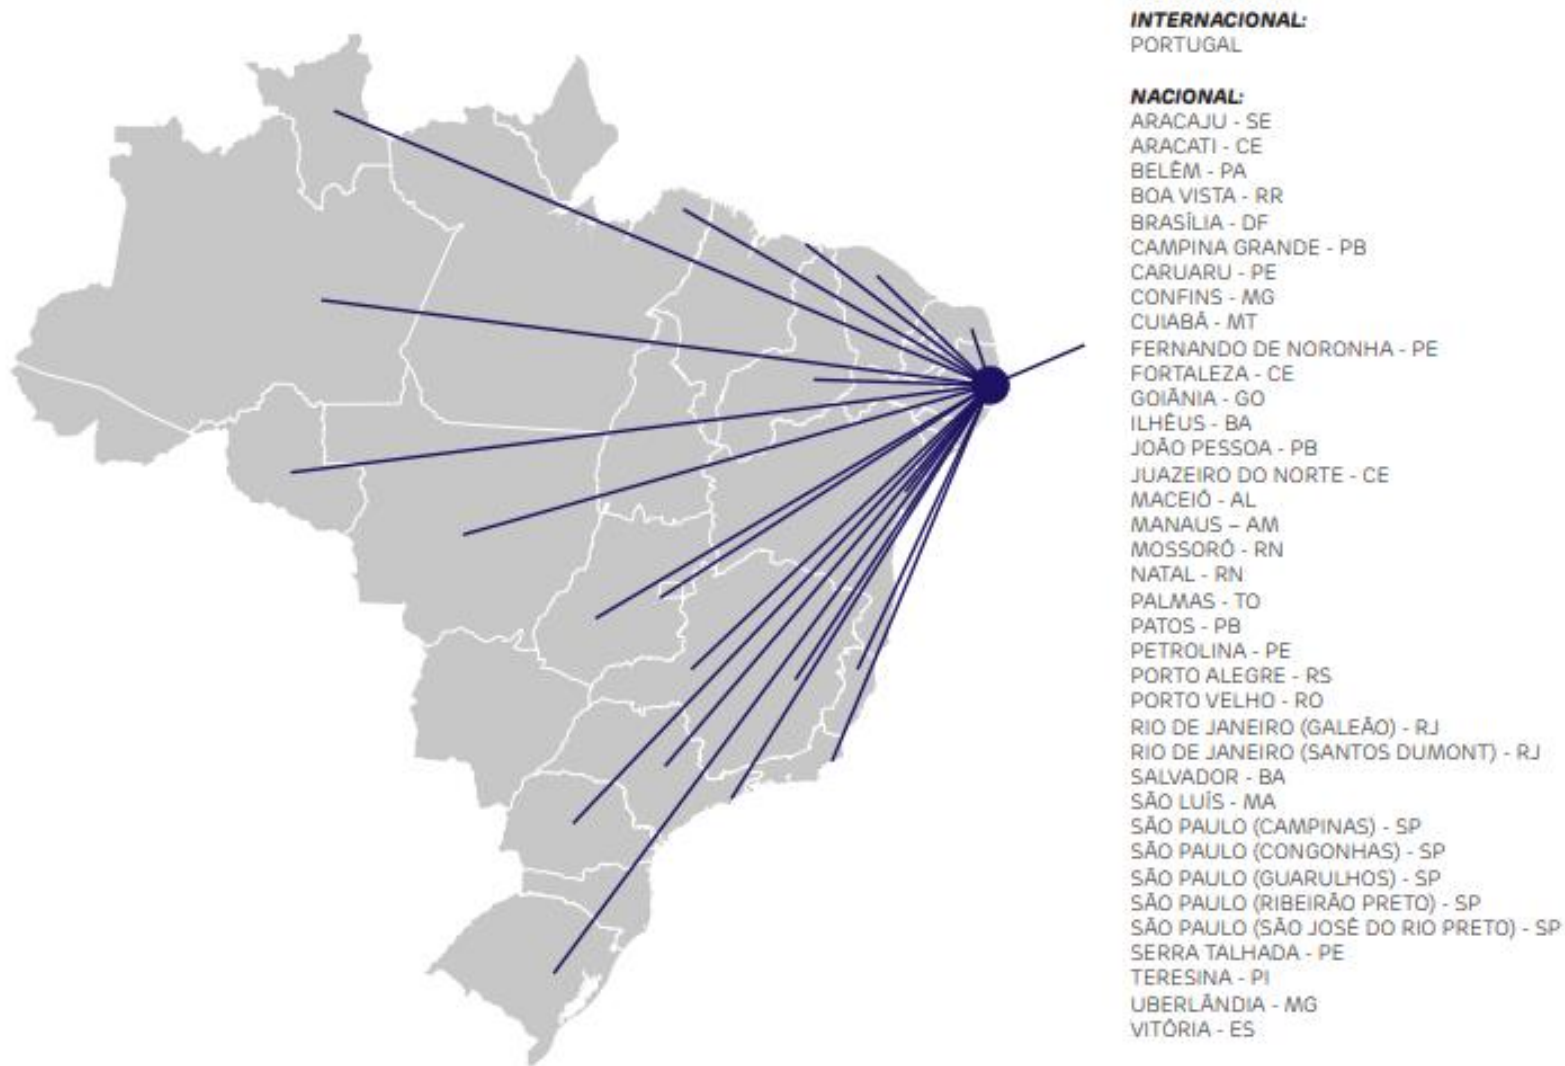 INTERNACIONAL:
PORTUGAL
NACIONAL:
ARACAJU - SE
ARACATI - CE
BELÉM - PA
BOA VISTA - RR
BRASÍLIA - DF
CAMPINA GRANDE - PB
CARUARU - PE
CONFINS - MG
CUIABÁ - MT
FERNANDO DE NORONHA - PE
FORTALEZA - CE
GOIÂNIA - GO
ILHÉUS - BA
JOÃO PESSOA - PB
JUAZEIRO DO NORTE - CE
MACEIÓ - AL
MANAUS – AM
MOSSORÓ - RN
NATAL - RN
PALMAS - TO
PATOS - PB
PETROLINA - PE
PORTO ALEGRE - RS
PORTO VELHO - RO
RIO DE JANEIRO (GALEÃO) - RJ
RIO DE JANEIRO (SANTOS DUMONT) - RJ
SALVADOR - BA
SÃO LUÍS - MA
SÃO PAULO (CAMPINAS) - SP
SÃO PAULO (CONGONHAS) - SP
SÃO PAULO (GUARULHOS) - SP
SÃO PAULO (RIBEIRÃO PRETO) - SP
SÃO PAULO (SÃO JOSÉ DO RIO PRETO) - SP
SERRA TALHADA - PE
TERESINA - PI
UBERLÂNDIA - MG
VITÓRIA - ES